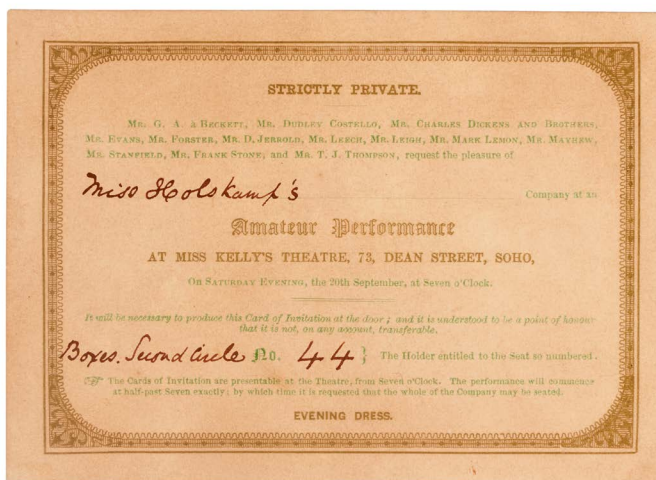 STRICTLY PRIVATE.
MR. G. A. à BECKETT, MR. DUDLEY COSTELLO, MR. CHARLES DICKENS AND BROTHERS,
MR. EVANS, MR. FORSTER, MR. D. JERROLD, MR. LEECH, MR. LEIGH, MR. MARK LEMON, MR. MAYHEW,
MR. STANFIELD, MR. FRANK STONE, and MR. T. J. THOMPSON, request the pleasure of
Miss Holskamp's Company at an
Amateur Performance
AT MISS KELLY'S THEATRE, 73, DEAN STREET, SOHO,
ON SATURDAY EVENING, the 20th September, at Seven o'Clock.
It will be necessary to produce this Card of Invitation at the door; and it is understood to be a point of honour
that it is not, on any account, transferable.
Boxes. Second Circle No. 44 } The Holder entitled to the Seat so numbered.
☞ The Cards of Invitation are presentable at the Theatre, from Seven o'Clock. The performance will commence
at half-past Seven exactly; by which time it is requested that the whole of the Company may be seated.
EVENING DRESS.